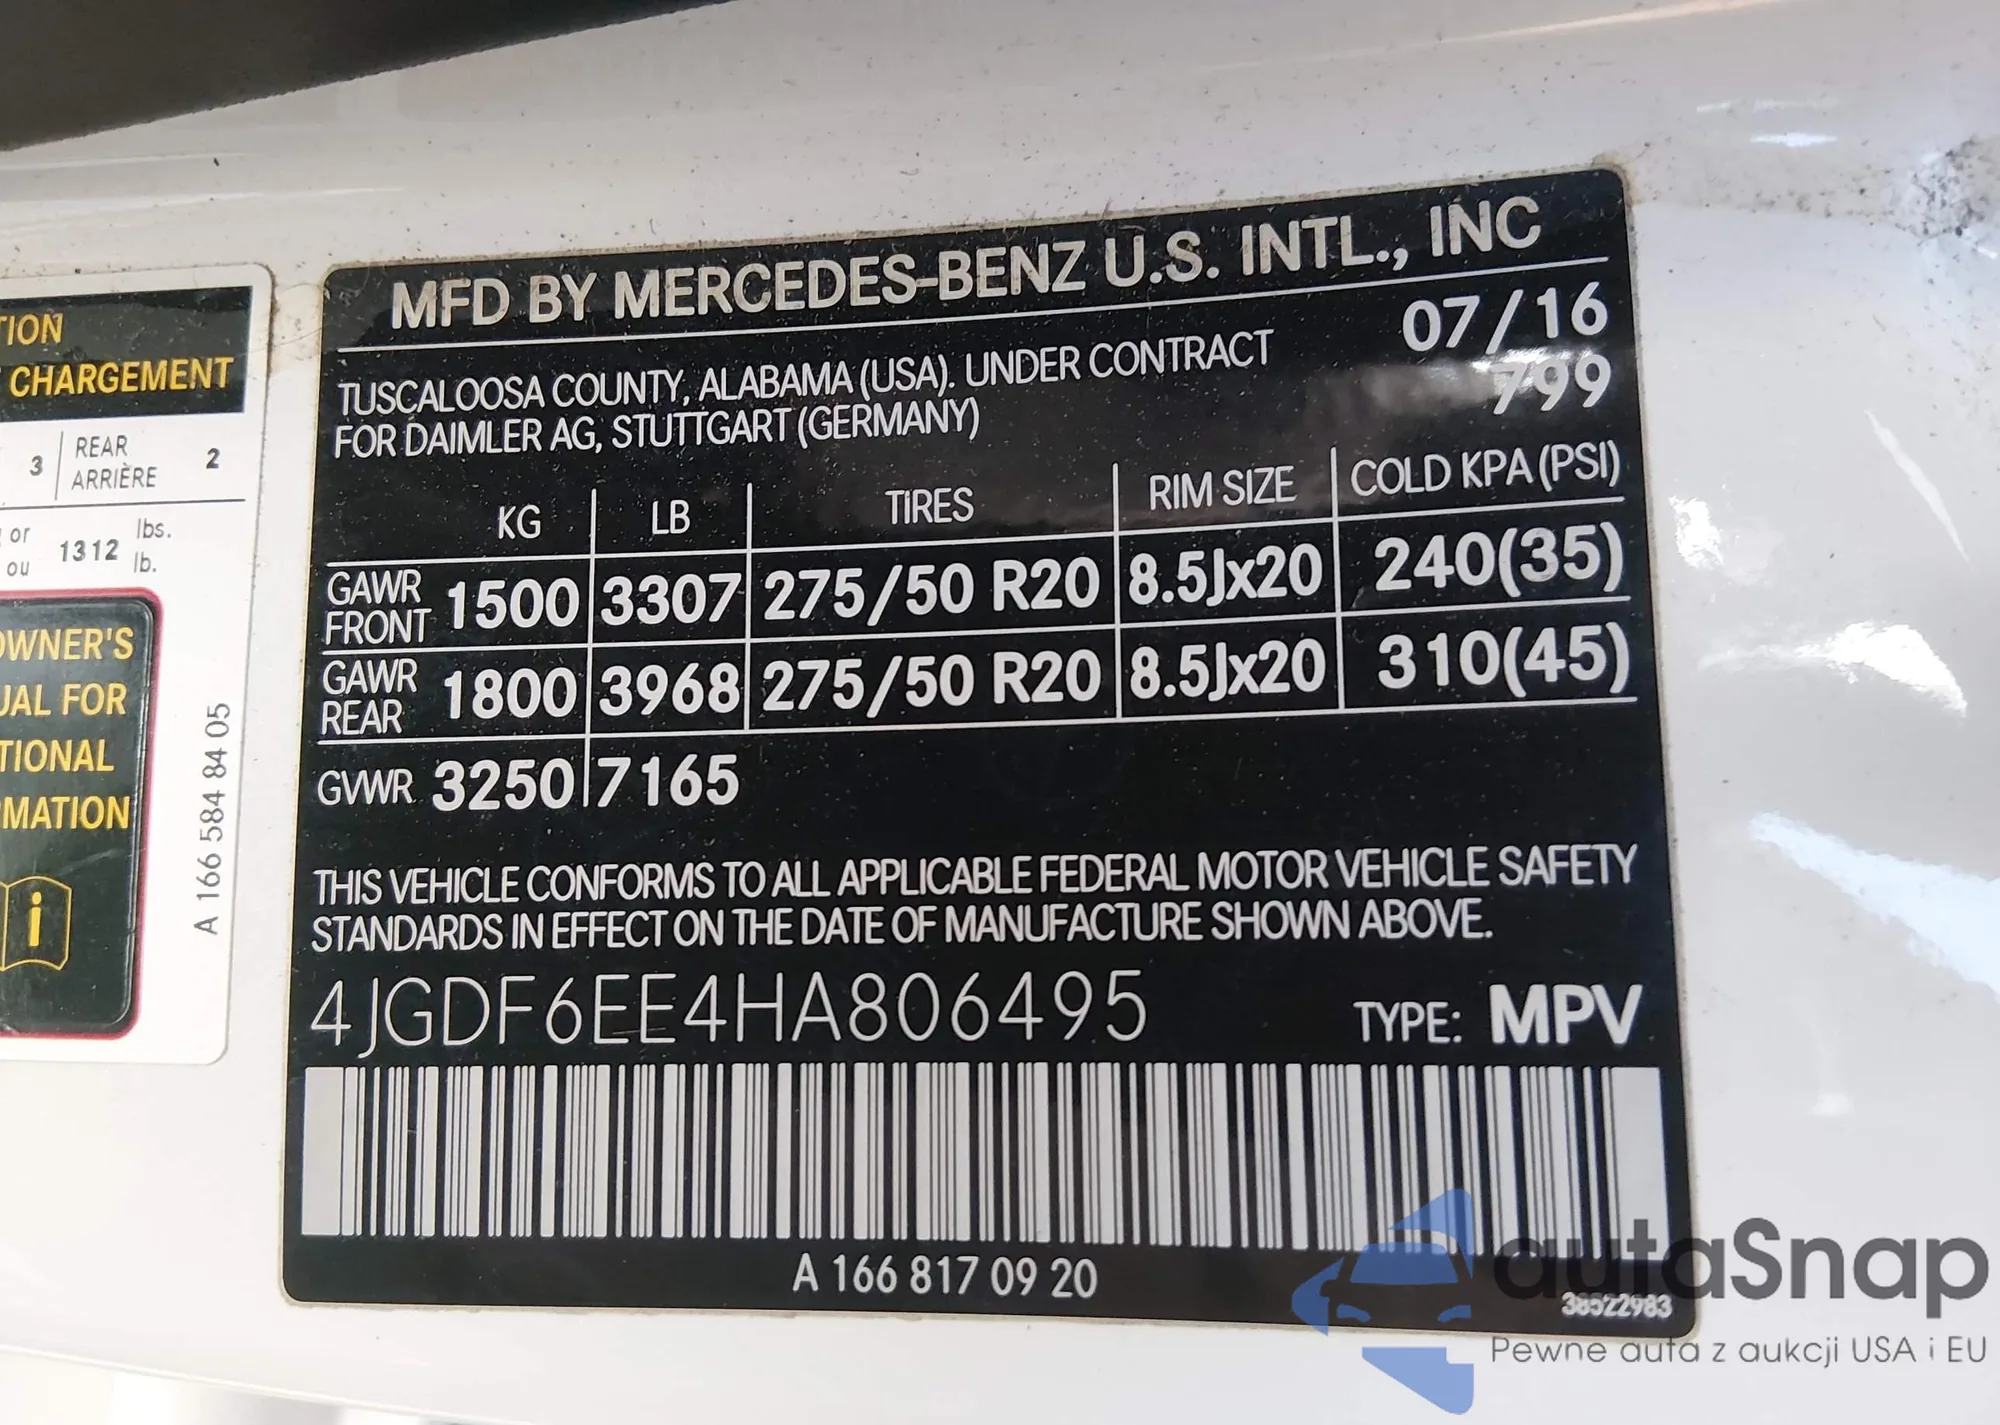 TION
CHARGEMENT
3 REAR ARRIÈRE 2
or ou 1312 lbs. lb.
OWNER'S
UAL FOR
TIONAL
RMATION
i
A 166 584 84 05
MFD BY MERCEDES-BENZ U.S. INTL., INC
TUSCALOOSA COUNTY, ALABAMA (USA). UNDER CONTRACT 07/16
FOR DAIMLER AG, STUTTGART (GERMANY) 799
KG LB TIRES RIM SIZE COLD KPA (PSI)
GAWR FRONT 1500 3307 275/50 R20 8.5Jx20 240(35)
GAWR REAR 1800 3968 275/50 R20 8.5Jx20 310(45)
GVWR 3250 7165
THIS VEHICLE CONFORMS TO ALL APPLICABLE FEDERAL MOTOR VEHICLE SAFETY
STANDARDS IN EFFECT ON THE DATE OF MANUFACTURE SHOWN ABOVE.
4JGDF6EE4HA806495 TYPE: MPV
A 166 817 09 20
38522983
autaSnap
Pewne auta z aukcji USA i EU